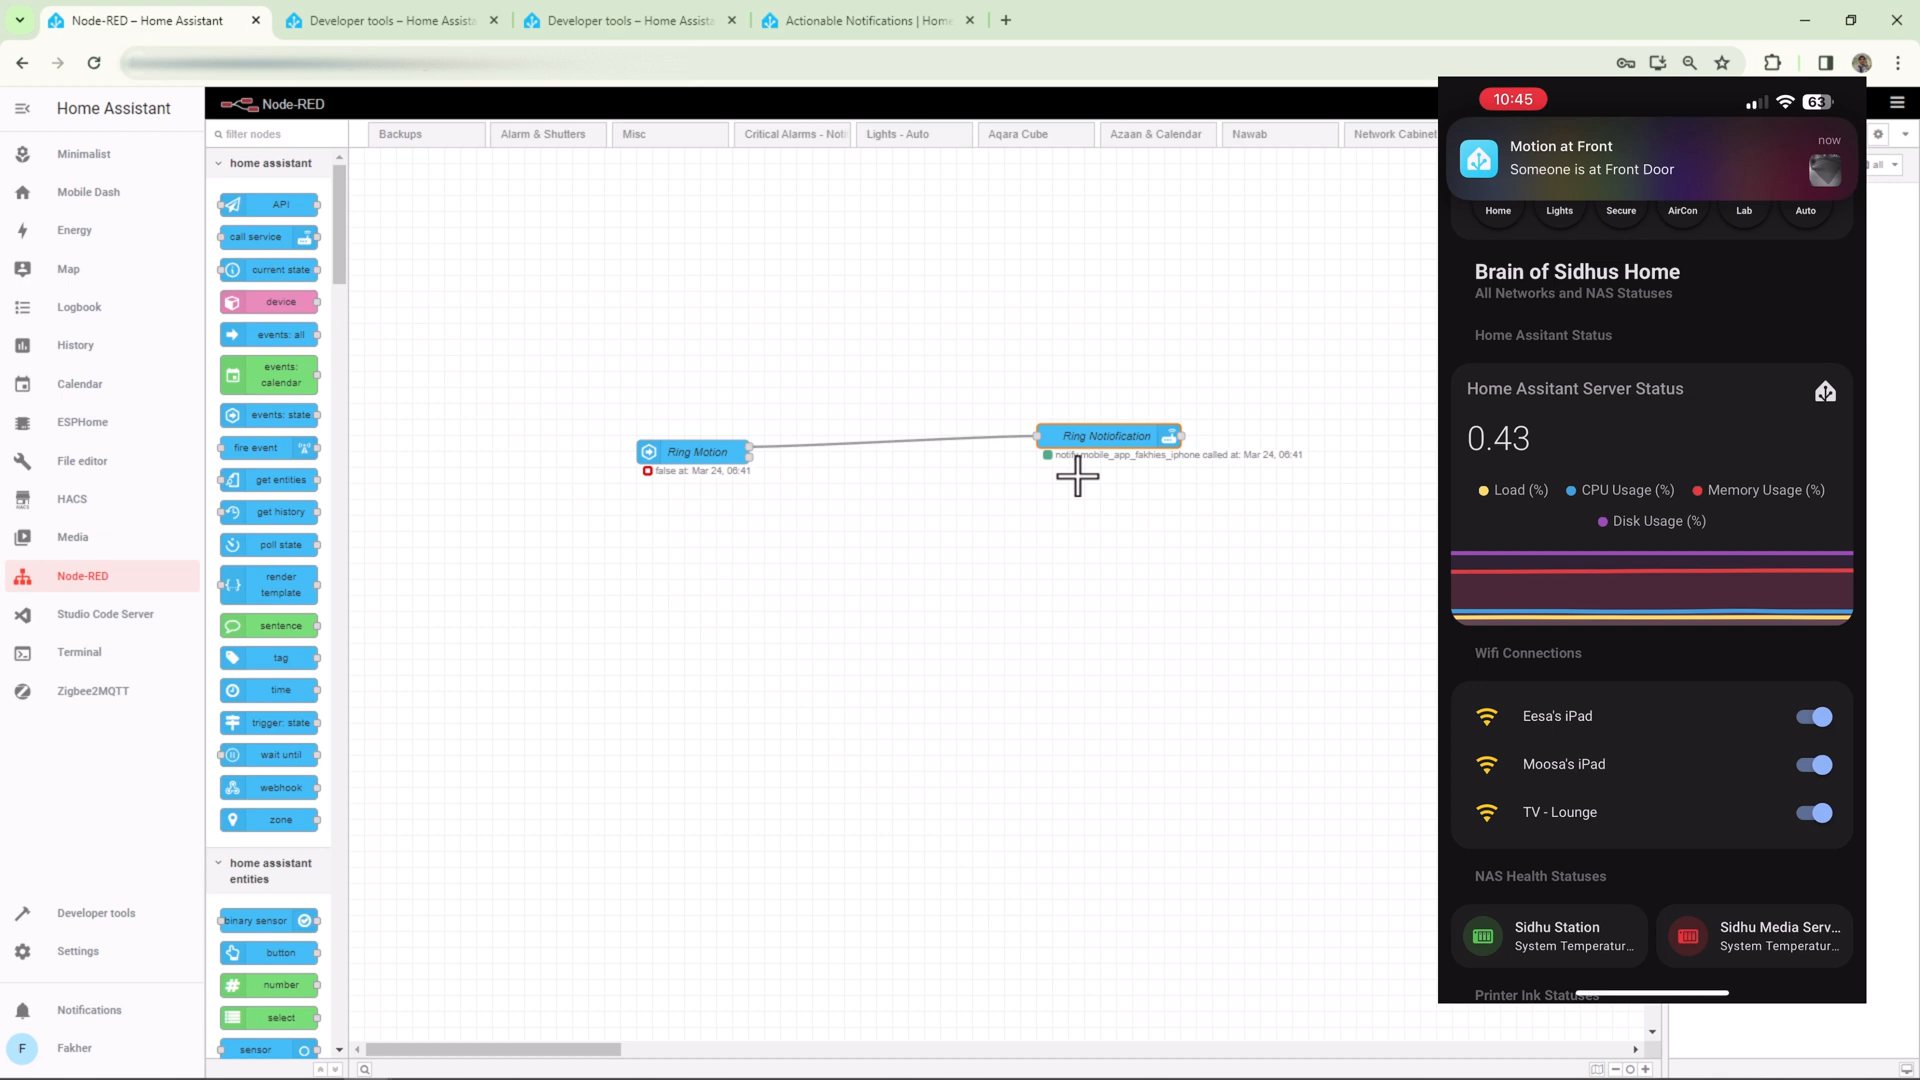 Node-RED – Home Assistant
Developer tools – Home Assista
Developer tools – Home Assista
Actionable Notifications | Home
Home Assistant
Minimalist
Mobile Dash
Energy
Map
Logbook
History
Calendar
ESPHome
File editor
HACS
Media
Node-RED
Studio Code Server
Terminal
Zigbee2MQTT
Developer tools
Settings
Notifications
F
Fakher
Node-RED
filter nodes
Backups
Alarm & Shutters
Misc
Critical Alarms - Noti
Lights - Auto
Aqara Cube
Azaan & Calendar
Nawab
Network Cabinet
all
home assistant
API
call service
current state
device
events: all
events:
calendar
events: state
fire event
get entities
get history
poll state
render
template
sentence
tag
time
trigger: state
wait until
webhook
zone
home assistant
entities
binary sensor
button
number
select
sensor
Ring Motion
false at: Mar 24, 06:41
Ring Notiofication
notify.mobile_app_fakhies_iphone called at: Mar 24, 06:41
10:45
63
Motion at Front
now
Someone is at Front Door
Home
Lights
Secure
AirCon
Lab
Auto
Brain of Sidhus Home
All Networks and NAS Statuses
Home Assitant Status
Home Assitant Server Status
0.43
Load (%)
CPU Usage (%)
Memory Usage (%)
Disk Usage (%)
Wifi Connections
Eesa's iPad
Moosa's iPad
TV - Lounge
NAS Health Statuses
Sidhu Station
System Temperatur...
Sidhu Media Serv...
System Temperatur...
Printer Ink Statuses